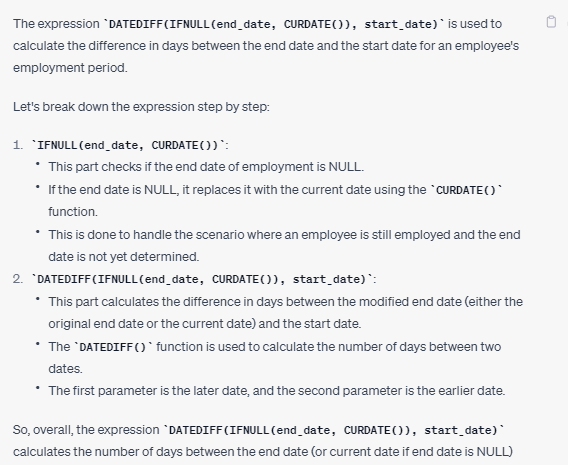 The expression `DATEDIFF(IFNULL(end_date, CURDATE()), start_date)` is used to
calculate the difference in days between the end date and the start date for an employee's
employment period.
Let's break down the expression step by step:
1. `IFNULL(end_date, CURDATE())`:
• This part checks if the end date of employment is NULL.
• If the end date is NULL, it replaces it with the current date using the `CURDATE()`
function.
• This is done to handle the scenario where an employee is still employed and the end
date is not yet determined.
2. `DATEDIFF(IFNULL(end_date, CURDATE()), start_date)`:
• This part calculates the difference in days between the modified end date (either the
original end date or the current date) and the start date.
• The `DATEDIFF()` function is used to calculate the number of days between two
dates.
• The first parameter is the later date, and the second parameter is the earlier date.
So, overall, the expression `DATEDIFF(IFNULL(end_date, CURDATE()), start_date)`
calculates the number of days between the end date (or current date if end date is NULL)